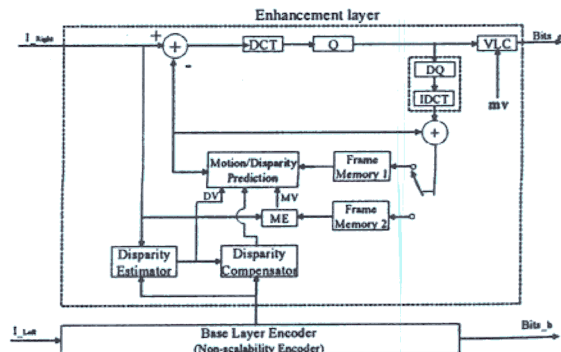 Enhancement layer
I_Right
+
+
-
DCT
Q
VLC
Bits_e
DQ
IDCT
mv
+
Motion/Disparity
Prediction
Frame
Memory 1
DV
MV
ME
Frame
Memory 2
Disparity
Estimator
Disparity
Compensator
I_Left
Base Layer Encoder
(Non-scalability Encoder)
Bits_b